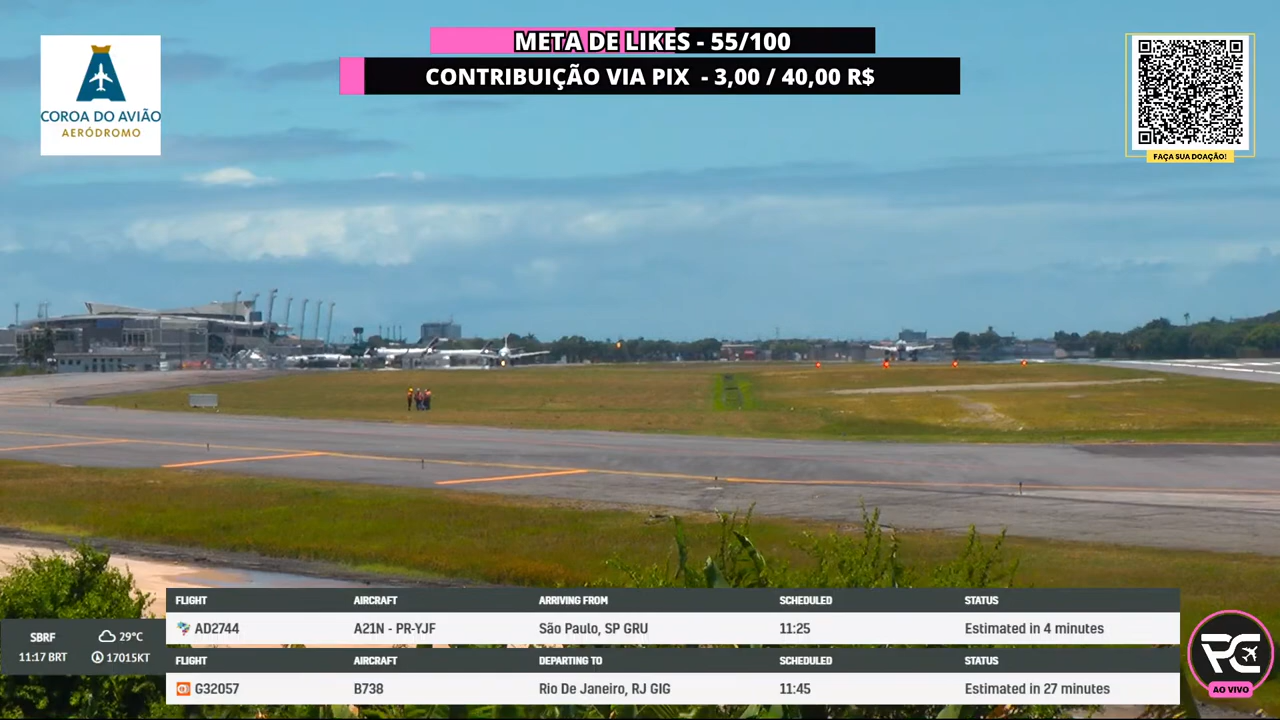 META DE LIKES - 55/100
CONTRIBUIÇÃO VIA PIX - 3,00 / 40,00 R$
COROA DO AVIÃO
AERÓDROMO
FAÇA SUA DOAÇÃO!
FLIGHT AIRCRAFT ARRIVING FROM SCHEDULED STATUS
AD2744 A21N - PR-YJF São Paulo, SP GRU 11:25 Estimated in 4 minutes
FLIGHT AIRCRAFT DEPARTING TO SCHEDULED STATUS
G32057 B738 Rio De Janeiro, RJ GIG 11:45 Estimated in 27 minutes
SBRF 29°C
11:17 BRT 17015KT
RC
AO VIVO